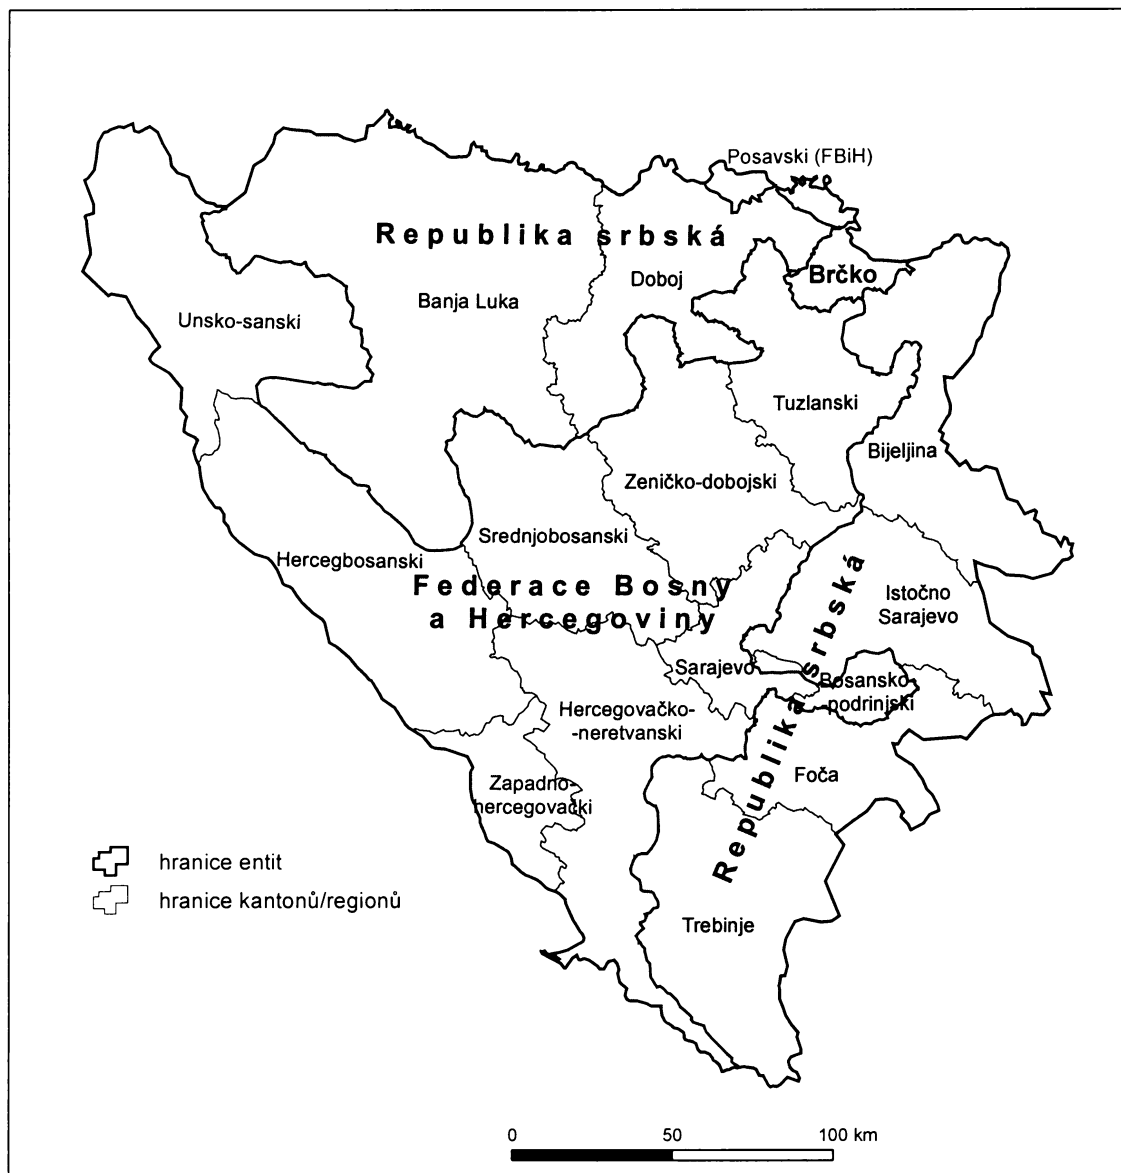 Posavski (FBiH)
Republika srbská
Brčko
Doboj
Banja Luka
Unsko-sanski
Tuzlanski
Bijeljina
Zeničko-dobojski
Srednjobosanski
Hercegbosanski
Federace Bosny
a Hercegoviny
Istočno
Sarajevo
Republika srbská
Sarajevo
Bosansko-
podrinjski
Hercegovačko-
-neretvanski
Foča
Zapadno-
hercegovački
hranice entit
hranice kantonů/regionů
Trebinje
0 50 100 km